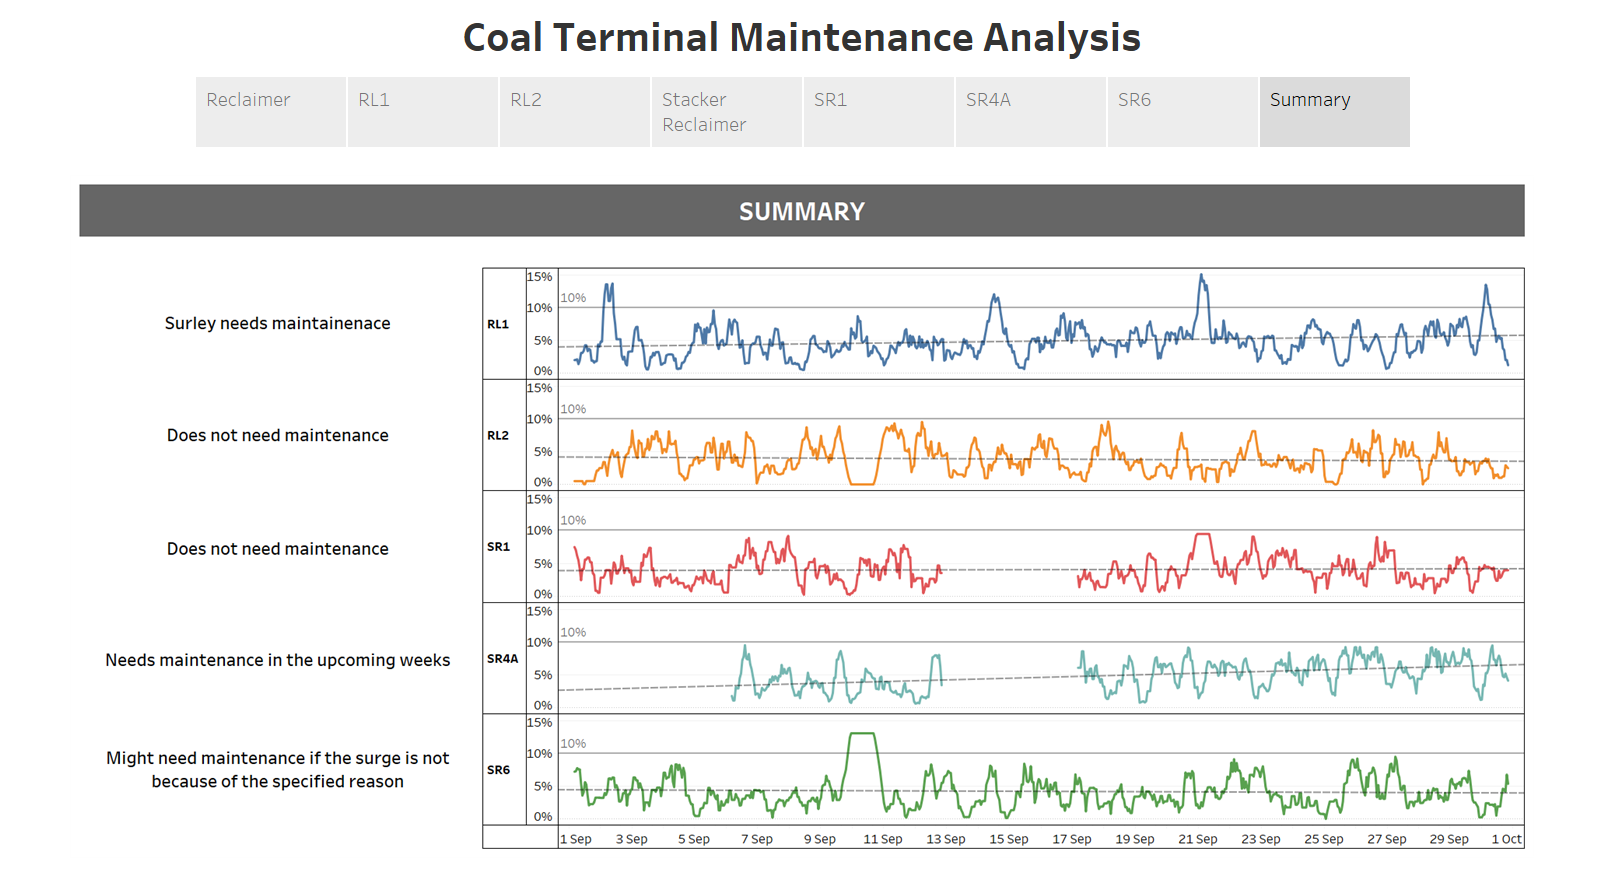 Coal Terminal Maintenance Analysis
Reclaimer
RL1
RL2
Stacker
Reclaimer
SR1
SR4A
SR6
Summary
SUMMARY
Surley needs maintainenace
RL1
15%
10%
5%
0%
10%
Does not need maintenance
RL2
15%
10%
5%
0%
10%
Does not need maintenance
SR1
15%
10%
5%
0%
10%
Needs maintenance in the upcoming weeks
SR4A
15%
10%
5%
0%
10%
Might need maintenance if the surge is not
because of the specified reason
SR6
15%
10%
5%
0%
10%
1 Sep 3 Sep 5 Sep 7 Sep 9 Sep 11 Sep 13 Sep 15 Sep 17 Sep 19 Sep 21 Sep 23 Sep 25 Sep 27 Sep 29 Sep 1 Oct